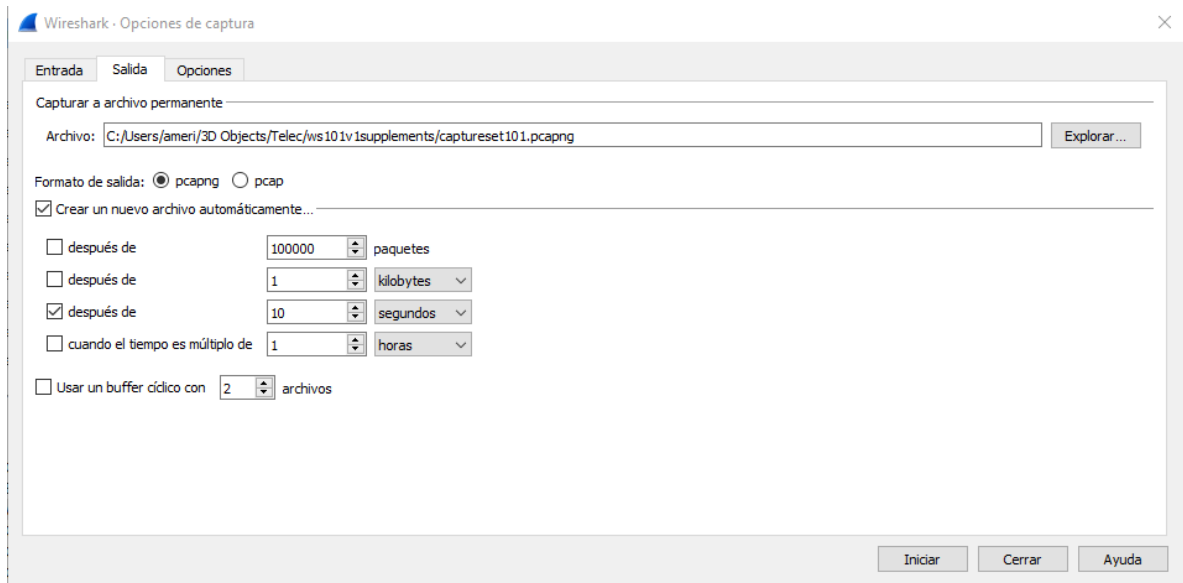 Wireshark · Opciones de captura
Entrada Salida Opciones
Capturar a archivo permanente
Archivo: C:/Users/ameri/3D Objects/Telec/ws101v1supplements/captureset101.pcapng Explorar...
Formato de salida: pcapng pcap
Crear un nuevo archivo automáticamente...
después de 100000 paquetes
después de 1 kilobytes
después de 10 segundos
cuando el tiempo es múltiplo de 1 horas
Usar un buffer cíclico con 2 archivos
Iniciar Cerrar Ayuda